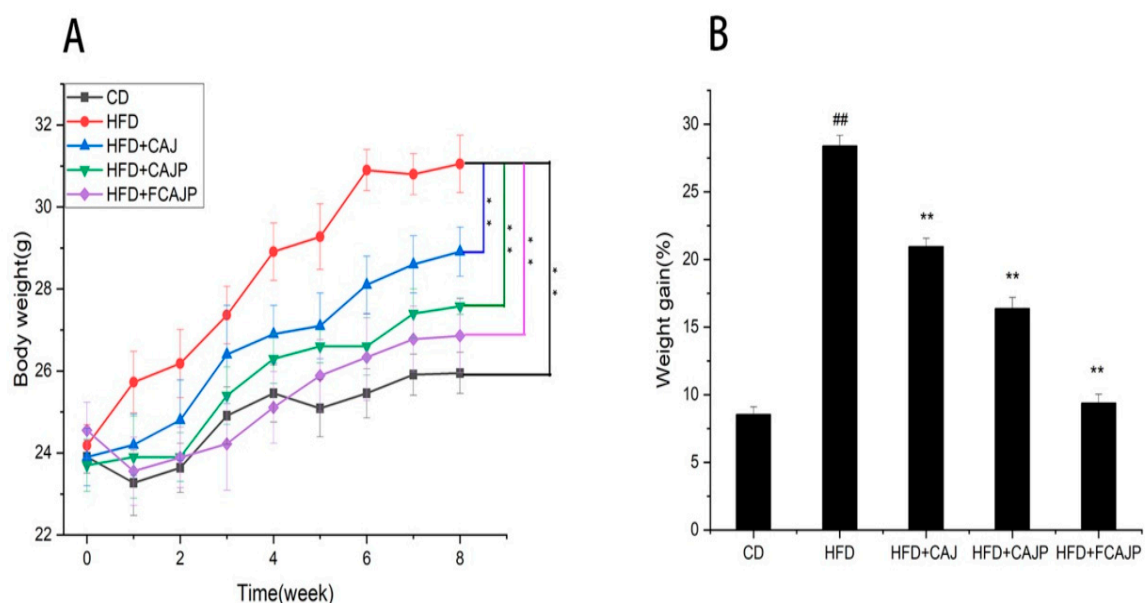 A
CD
HFD
HFD+CAJ
HFD+CAJP
HFD+FCAJP
Body weight(g)
32
30
28
26
24
22
0
2
4
6
8
Time(week)
**
**
**
**
B
Weight gain(%)
30
25
20
15
10
5
0
##
**
**
**
CD
HFD
HFD+CAJ
HFD+CAJP
HFD+FCAJP